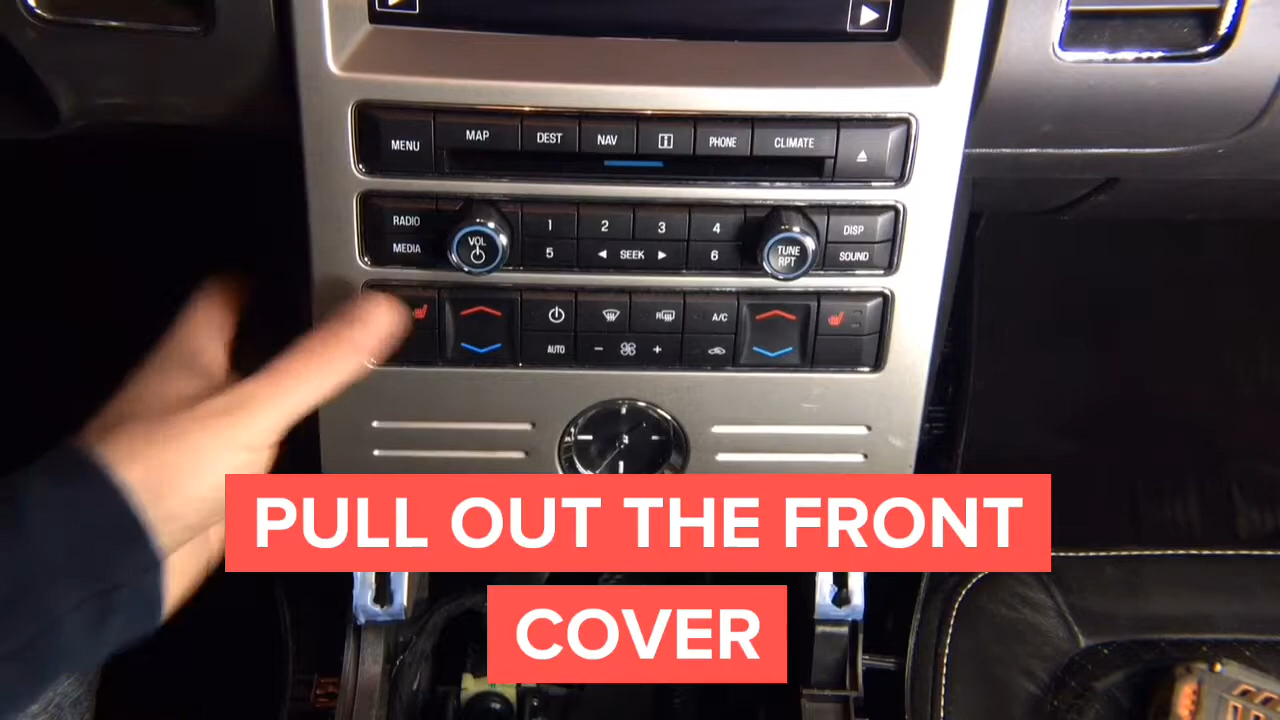 MENU MAP DEST NAV i PHONE CLIMATE
RADIO VOL 1 2 3 4 TUNE RPT DISP
MEDIA 5 SEEK 6 SOUND
R A/C
AUTO - +
PULL OUT THE FRONT
COVER